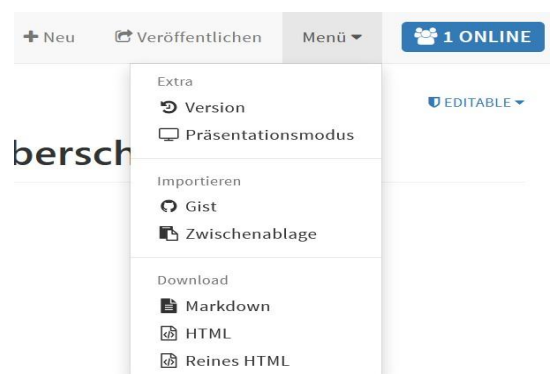 Neu Veröffentlichen Menü 1 ONLINE
Extra
Version
EDITABLE
Präsentationsmodus
bersch
Importieren
Gist
Zwischenablage
Download
Markdown
HTML
Reines HTML